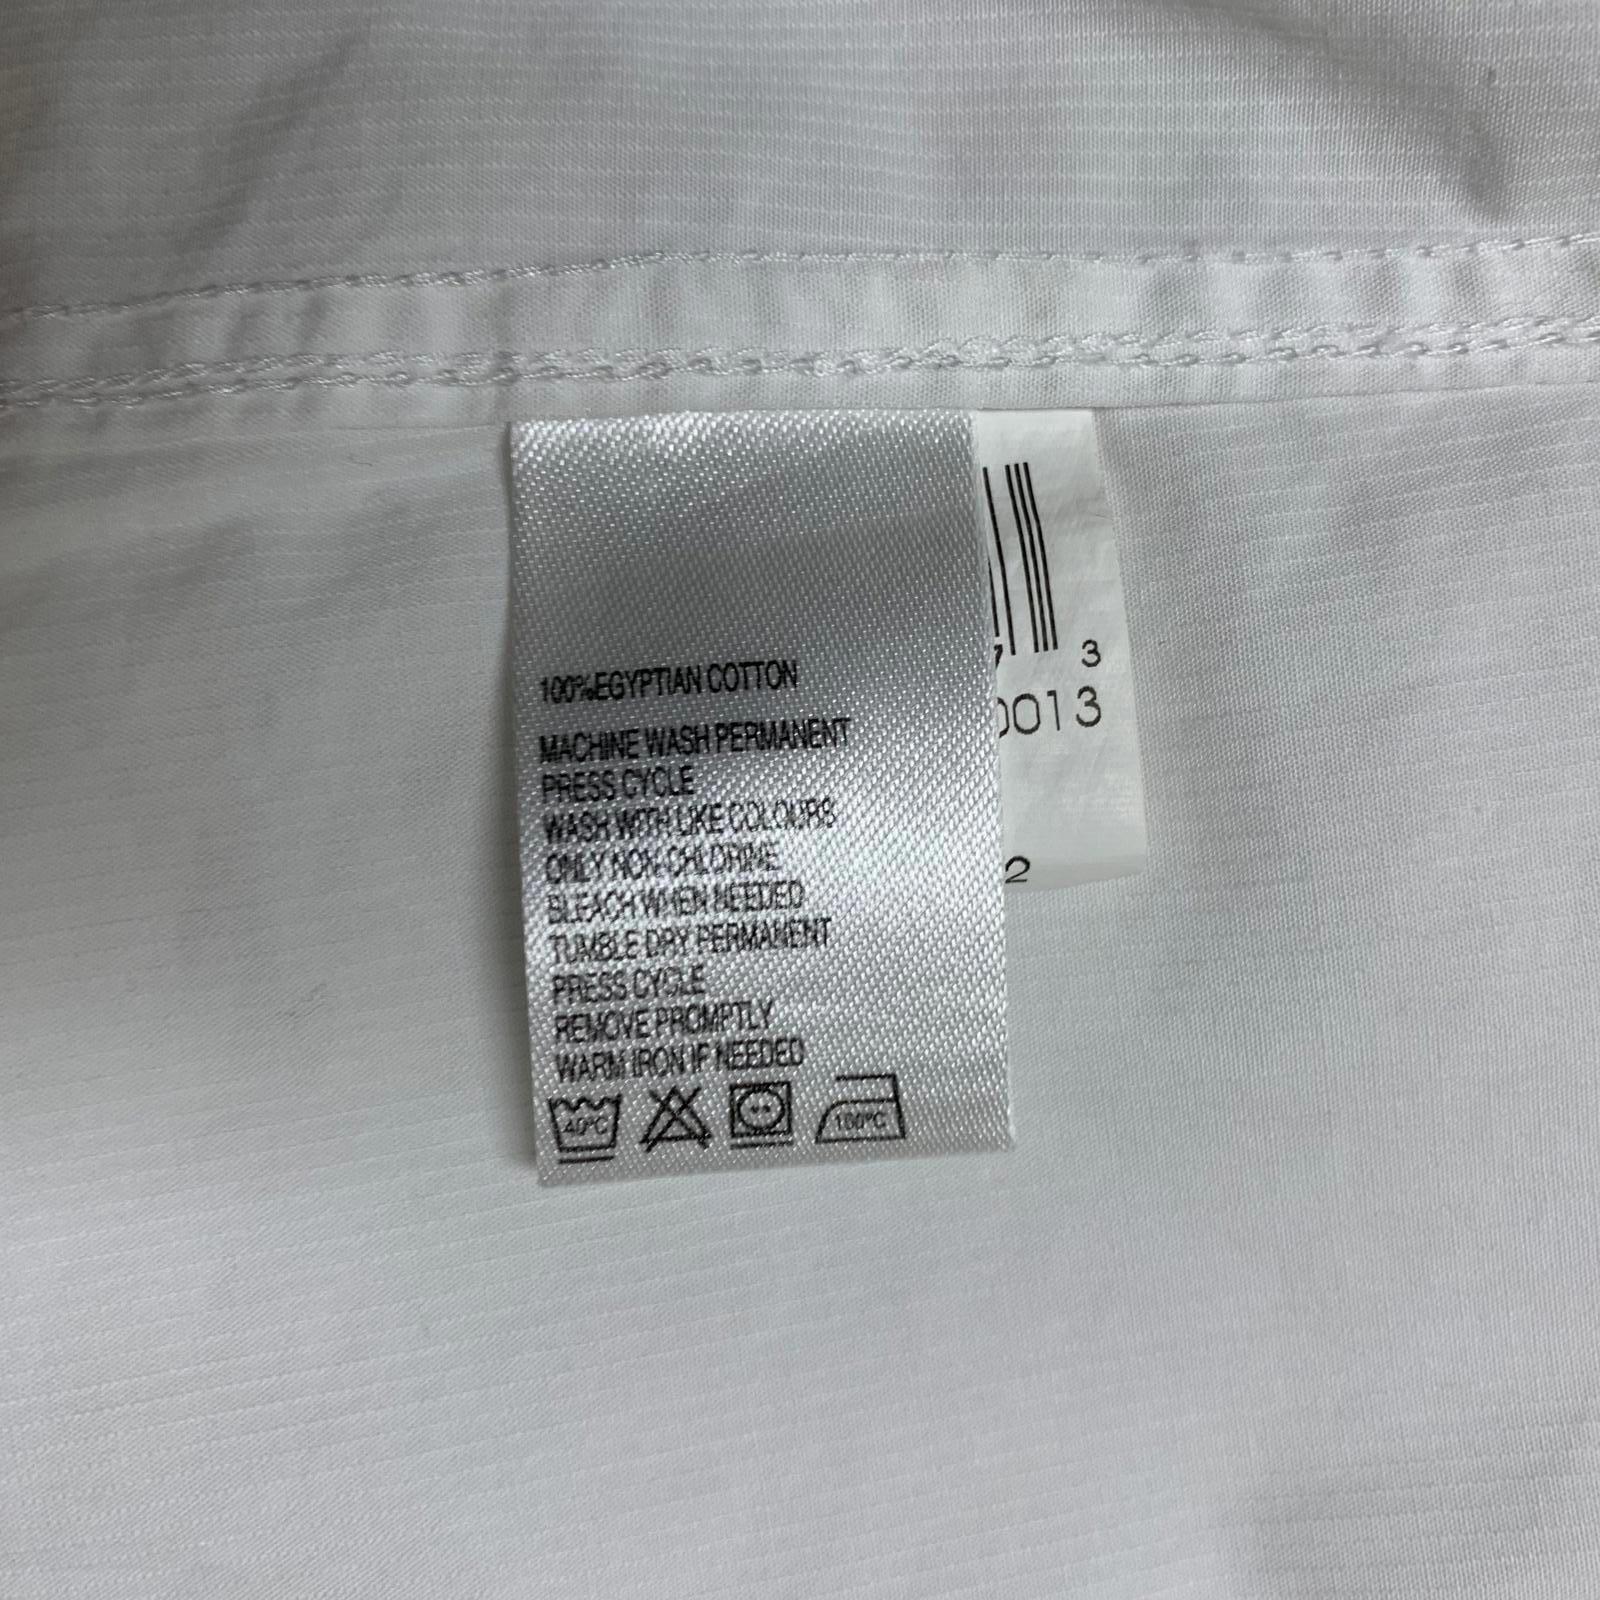 100%EGYPTIAN COTTON
MACHINE WASH PERMANENT
PRESS CYCLE
WASH WITH LIKE COLOURS
ONLY NON-CHLORINE
BLEACH WHEN NEEDED
TUMBLE DRY PERMANENT
PRESS CYCLE
REMOVE PROMPTLY
WARM IRON IF NEEDED
40°C
7 3
0013
2